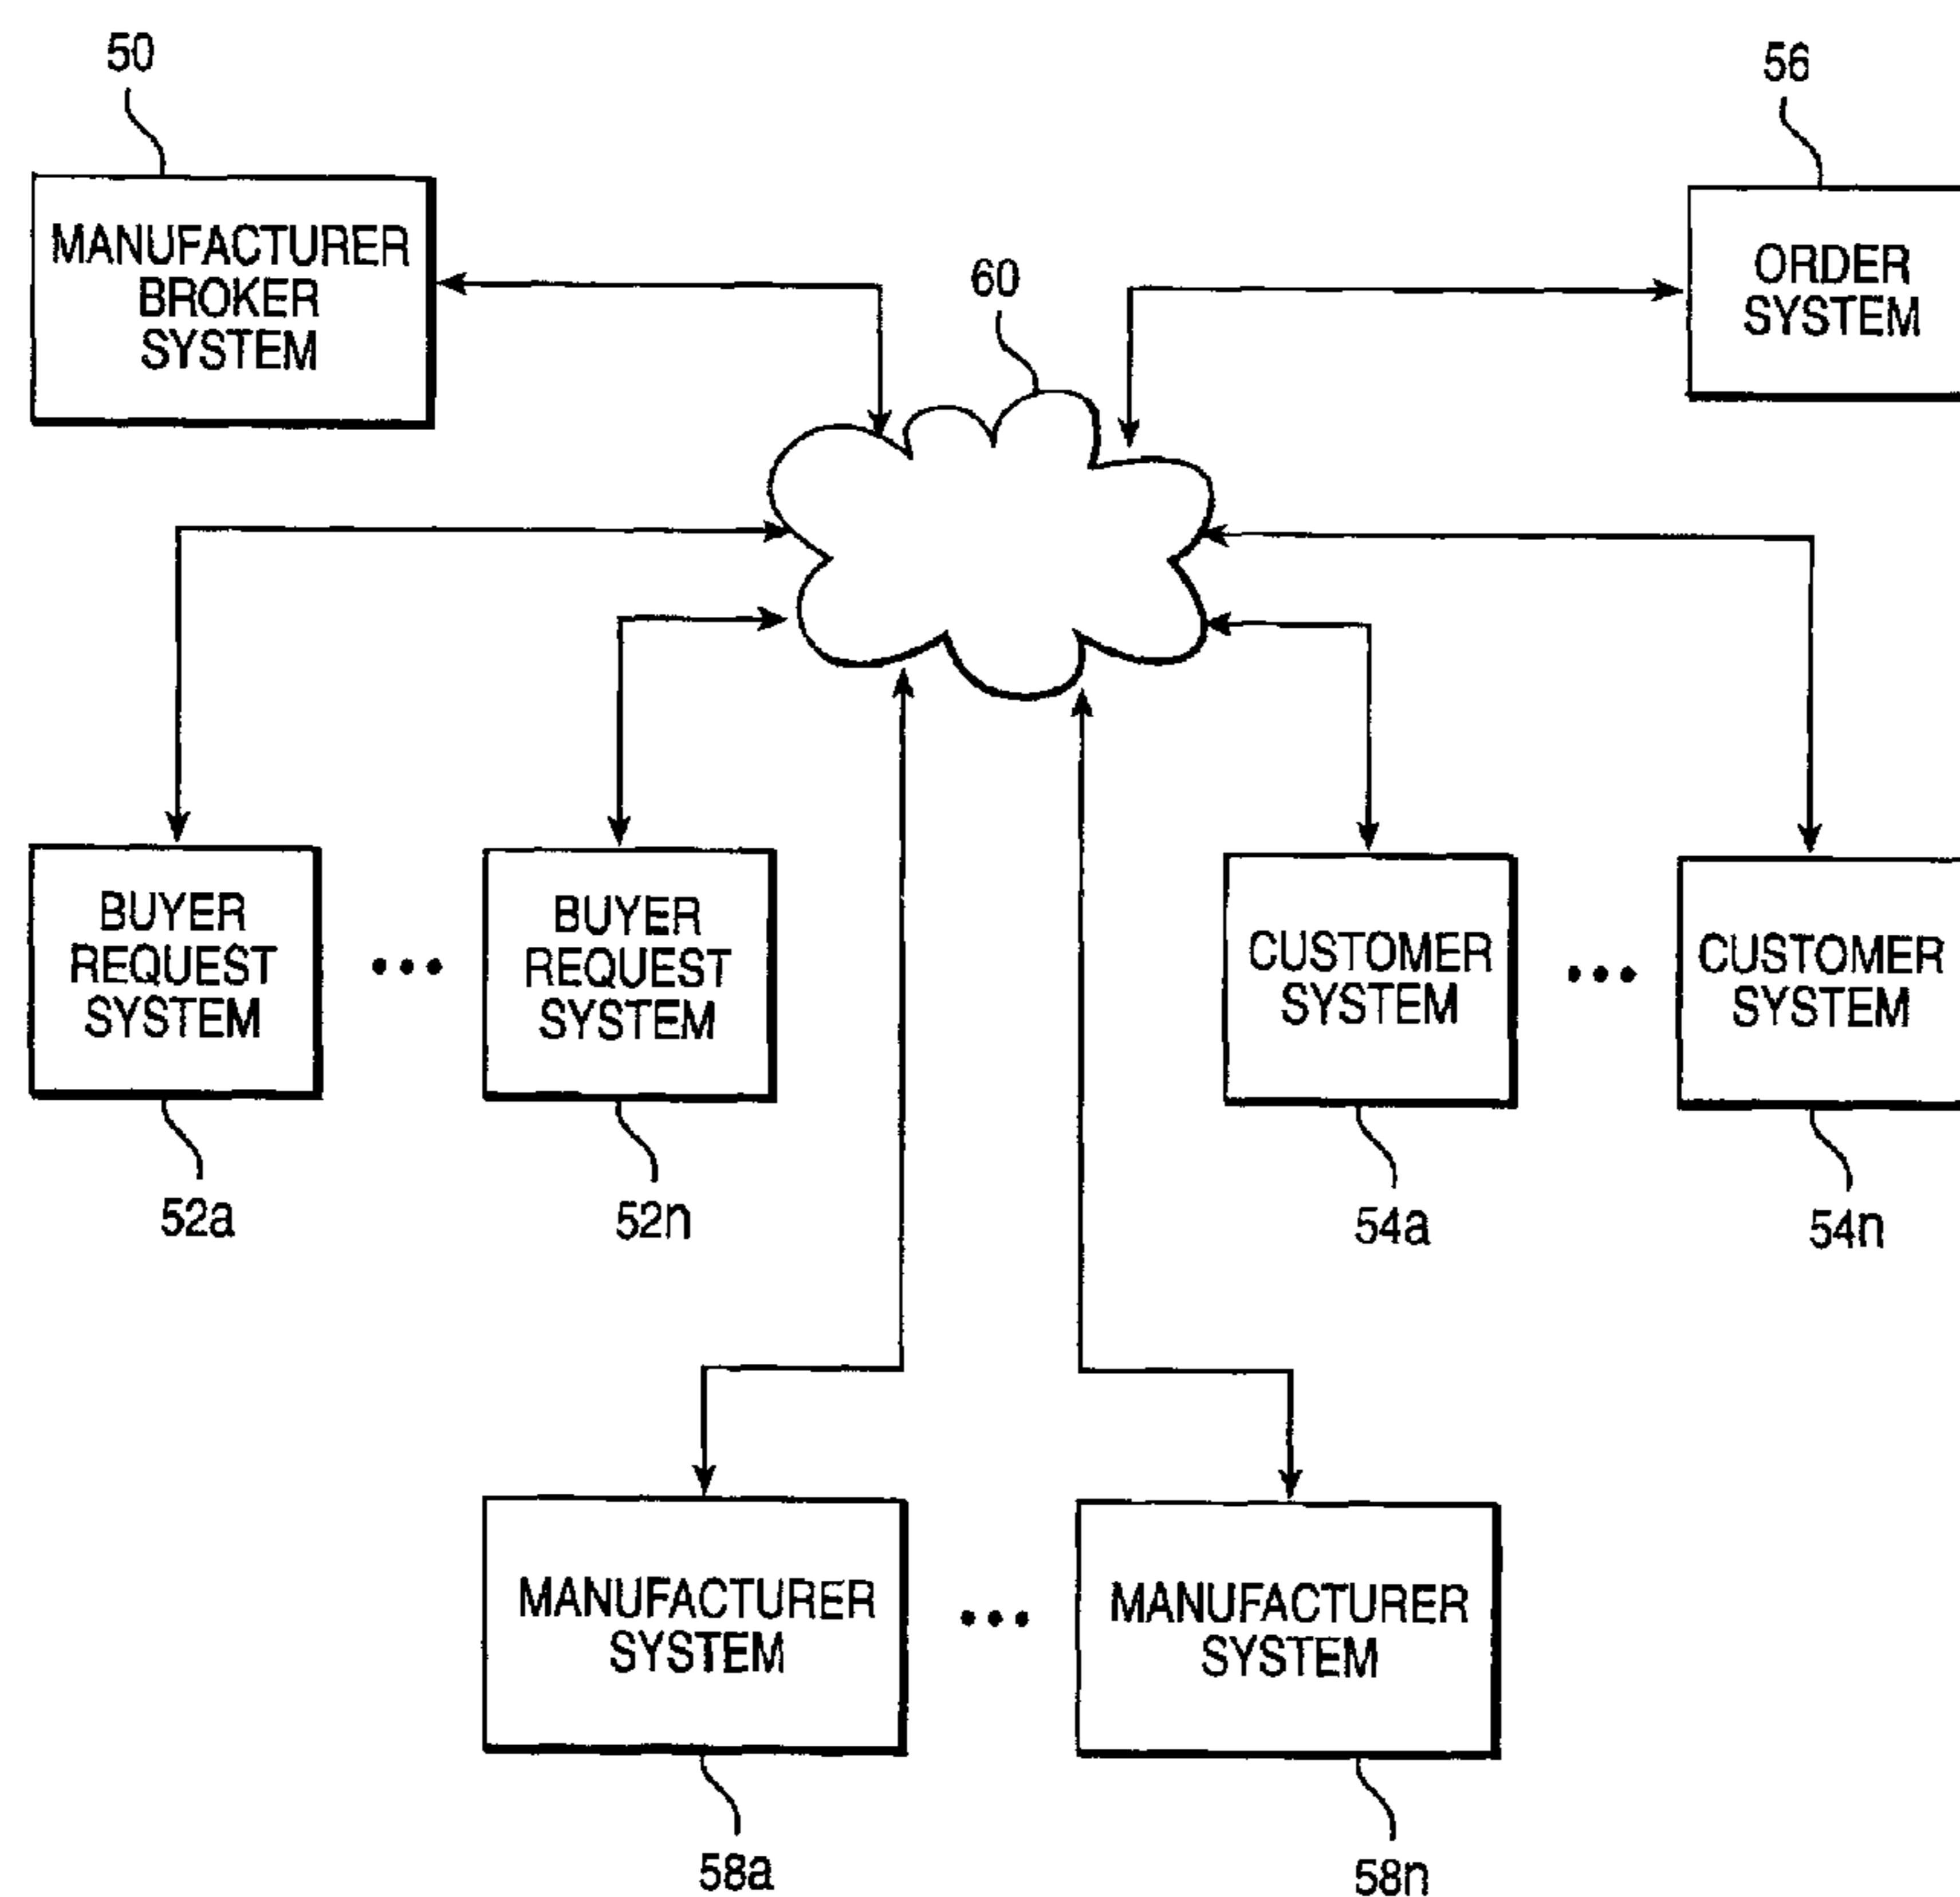 50
56
MANUFACTURER
BROKER
SYSTEM
ORDER
SYSTEM
60
BUYER
REQUEST
SYSTEM
BUYER
REQUEST
SYSTEM
CUSTOMER
SYSTEM
CUSTOMER
SYSTEM
52a
52n
54a
54n
MANUFACTURER
SYSTEM
MANUFACTURER
SYSTEM
58a
58n